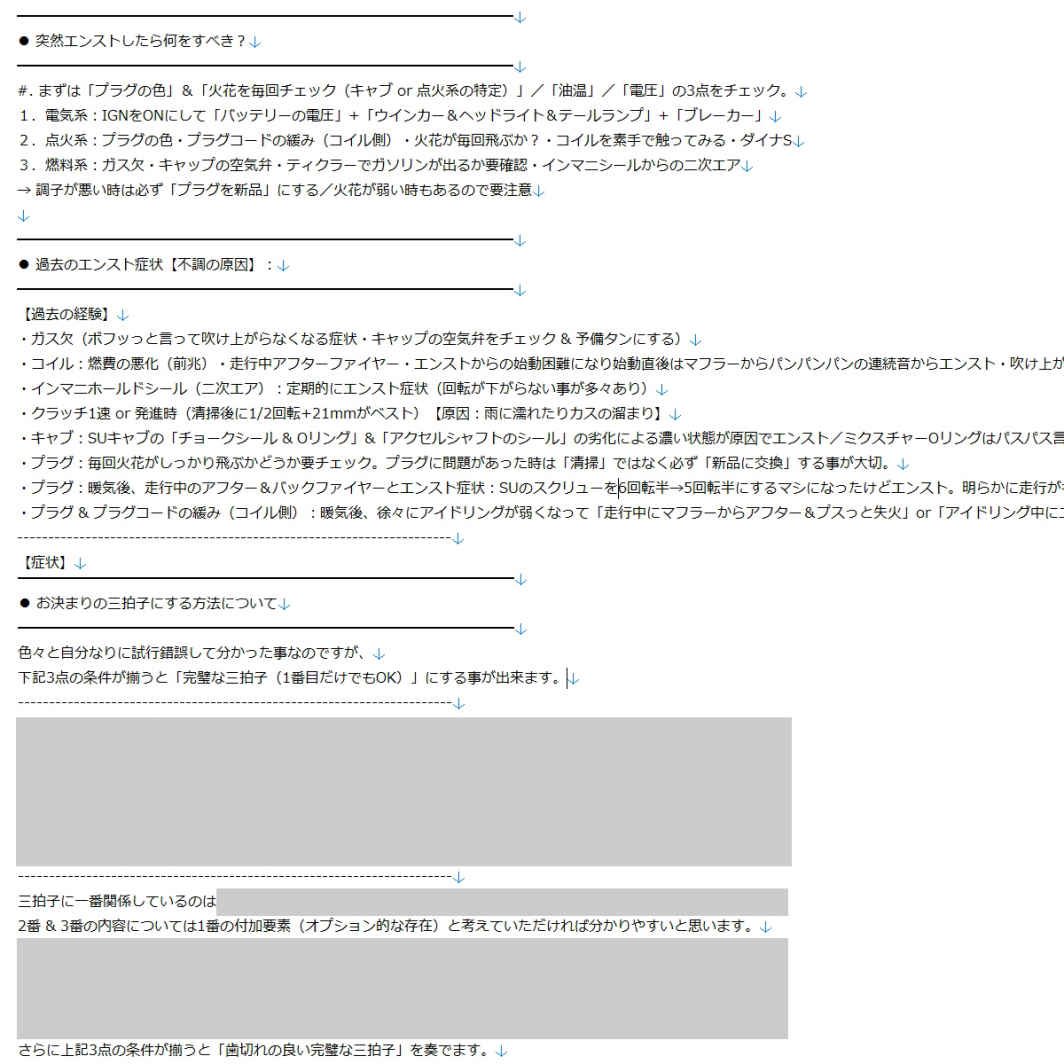 ● 突然エンストしたら何をすべき？↓
#. まずは「プラグの色」&「火花を毎回チェック（キャブ or 点火系の特定）」／「油温」／「電圧」の3点をチェック。↓
１．電気系：IGNをONにして「バッテリーの電圧」+「ウインカー＆ヘッドライト＆テールランプ」+「ブレーカー」↓
２．点火系：プラグの色・プラグコードの緩み（コイル側）・火花が毎回飛ぶか？・コイルを素手で触ってみる・ダイナS↓
３．燃料系：ガス欠・キャップの空気弁・ティクラーでガソリンが出るか要確認・インマニシールからの二次エア↓
→ 調子が悪い時は必ず「プラグを新品」にする／火花が弱い時もあるので要注意↓
↓
● 過去のエンスト症状【不調の原因】：↓
【過去の経験】↓
・ガス欠（ボフッっと言って吹け上がらなくなる症状・キャップの空気弁をチェック & 予備タンにする）↓
・コイル：燃費の悪化（前兆）・走行中アフターファイヤー・エンストからの始動困難になり始動直後はマフラーからパンパンパンの連続音からエンスト・吹け上が
・インマニホールドシール（二次エア）：定期的にエンスト症状（回転が下がらない事が多々あり）↓
・クラッチ1速 or 発進時（清掃後に1/2回転+21mmがベスト）【原因：雨に濡れたりカスの溜まり】↓
・キャブ：SUキャブの「チョークシール & Oリング」&「アクセルシャフトのシール」の劣化による濃い状態が原因でエンスト／ミクスチャーOリングはパスパス言
・プラグ：毎回火花がしっかり飛ぶかどうか要チェック。プラグに問題があった時は「清掃」ではなく必ず「新品に交換」する事が大切。↓
・プラグ：暖気後、走行中のアフター＆バックファイヤーとエンスト症状：SUのスクリューを6回転半→5回転半にするマシになったけどエンスト。明らかに走行が
・プラグ & プラグコードの緩み（コイル側）：暖気後、徐々にアイドリングが弱くなって「走行中にマフラーからアフター＆プスっと失火」or「アイドリング中に
【症状】↓
● お決まりの三拍子にする方法について↓
色々と自分なりに試行錯誤して分かった事なのですが、↓
下記3点の条件が揃うと「完璧な三拍子（1番目だけでもOK）」にする事が出来ます。↓
三拍子に一番関係しているのは
2番 & 3番の内容については1番の付加要素（オプション的な存在）と考えていただければ分かりやすいと思います。↓
さらに上記3点の条件が揃うと「歯切れの良い完璧な三拍子」を奏でます。↓